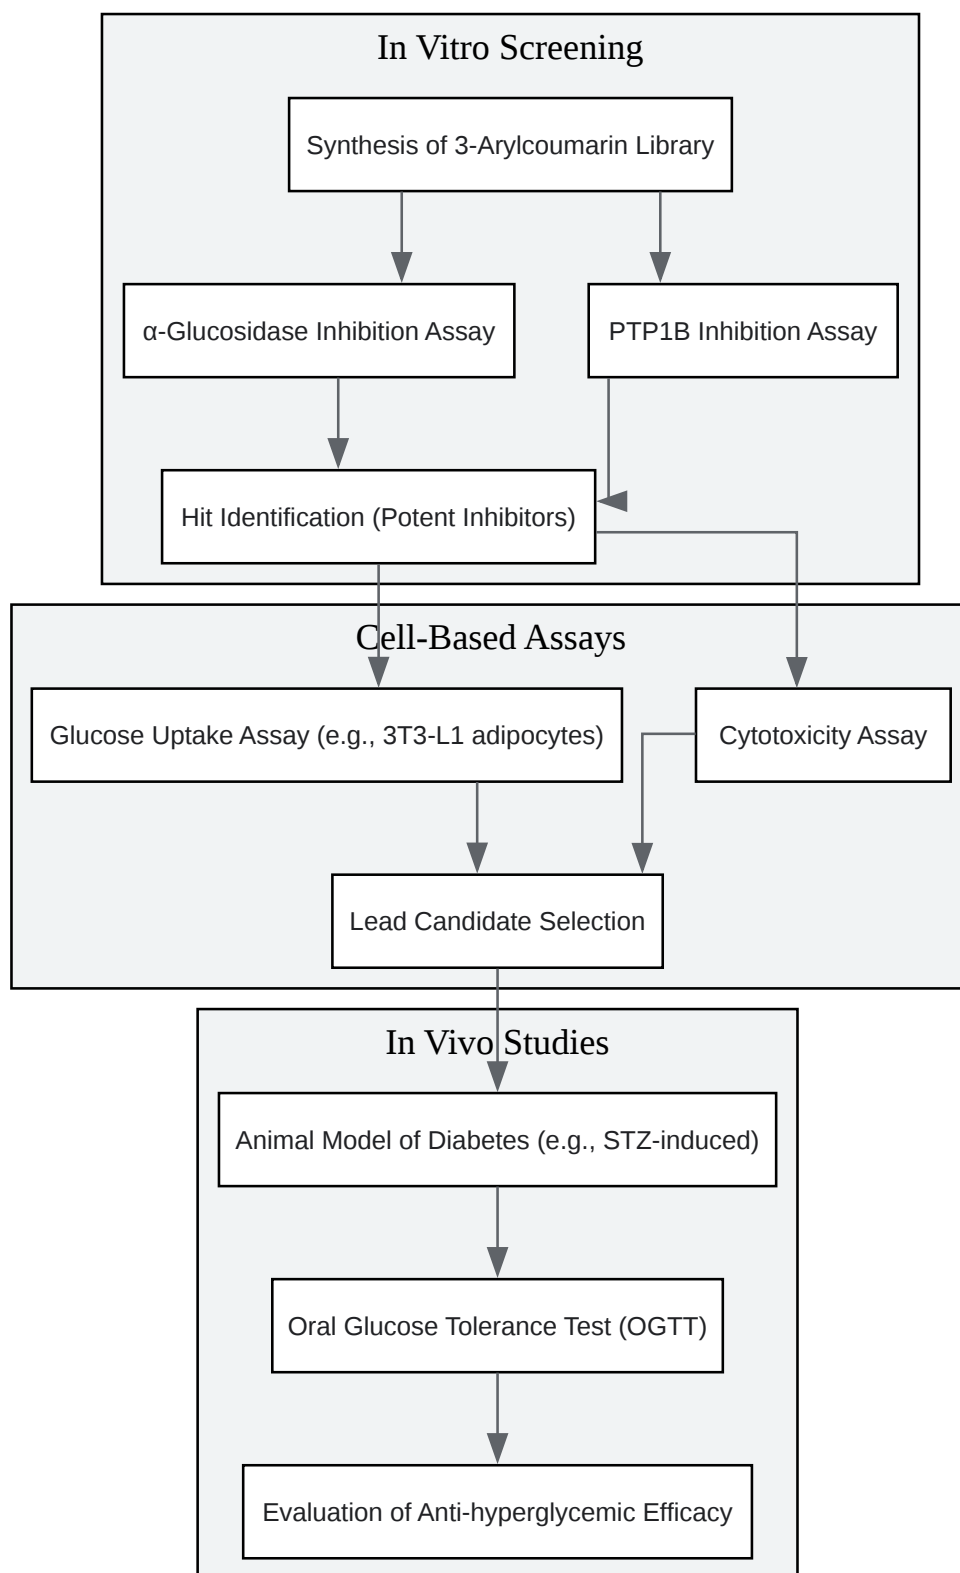 In Vitro Screening
Synthesis of 3-Arylcoumarin Library
α-Glucosidase Inhibition Assay
PTP1B Inhibition Assay
Hit Identification (Potent Inhibitors)
Cell-Based Assays
Glucose Uptake Assay (e.g., 3T3-L1 adipocytes)
Cytotoxicity Assay
Lead Candidate Selection
In Vivo Studies
Animal Model of Diabetes (e.g., STZ-induced)
Oral Glucose Tolerance Test (OGTT)
Evaluation of Anti-hyperglycemic Efficacy